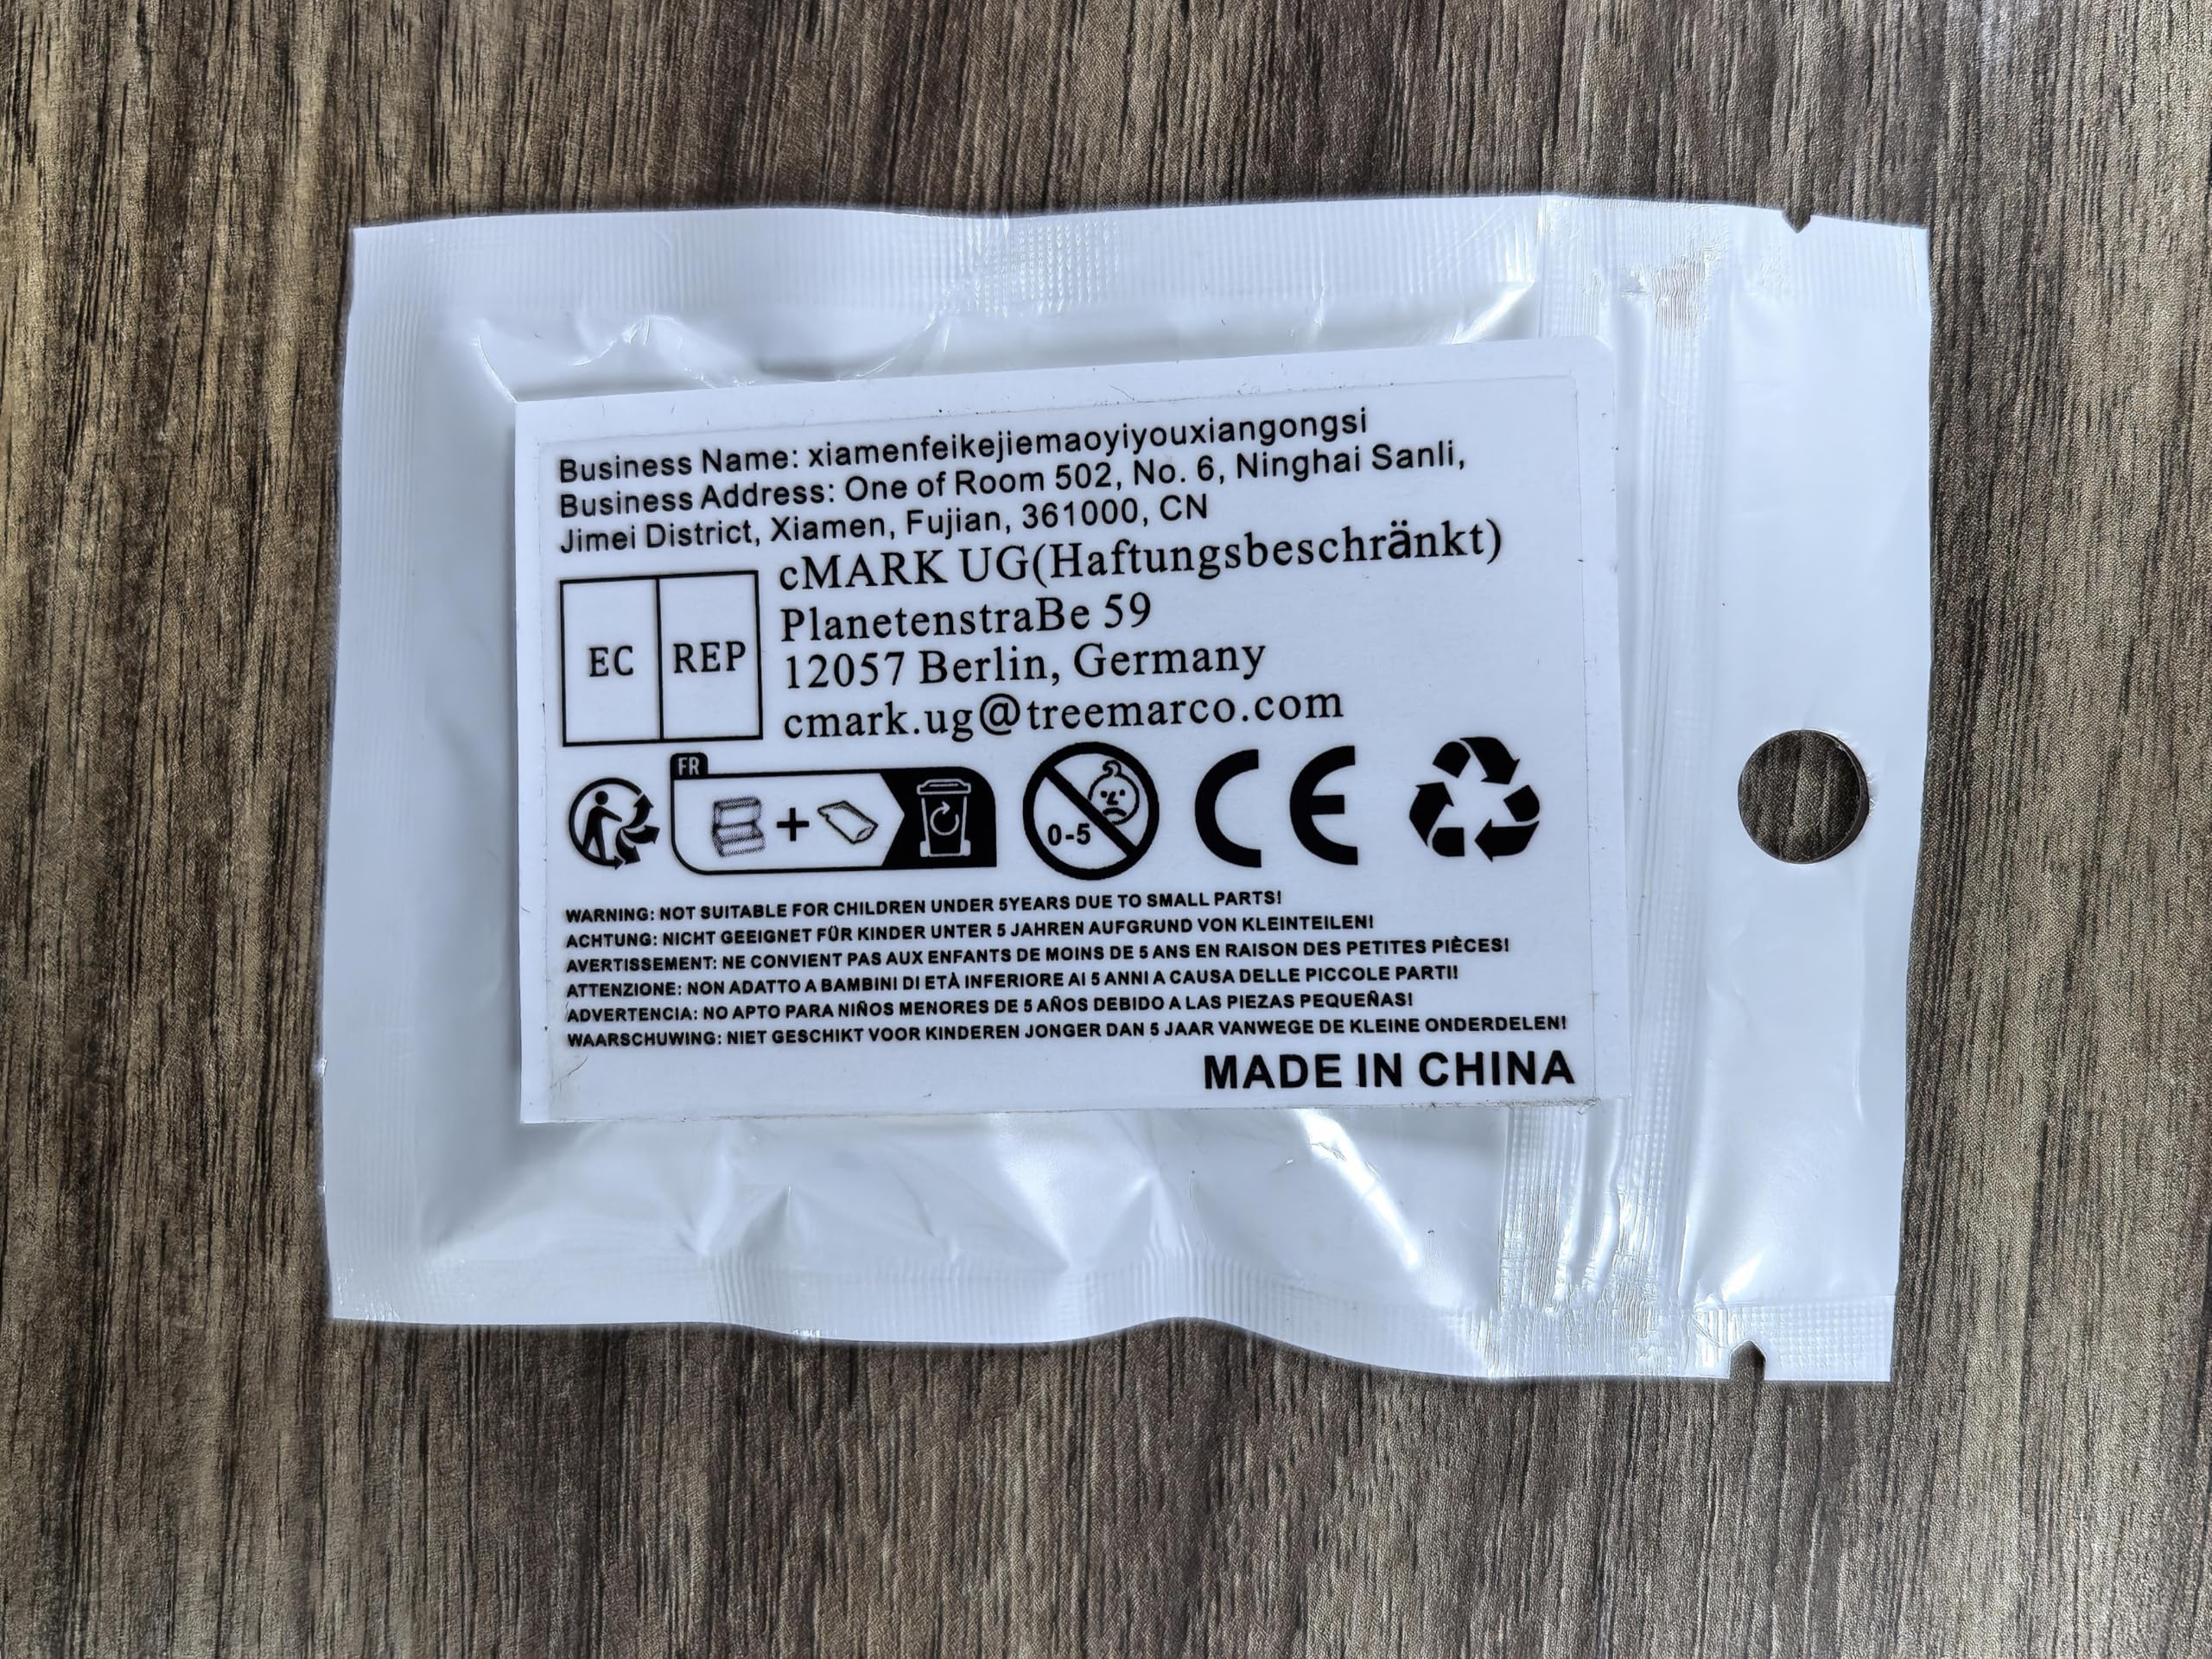 Business Name: xiamenfeikejiemaoyiyouxiangongsi
Business Address: One of Room 502, No. 6, Ninghai Sanli,
Jimei District, Xiamen, Fujian, 361000, CN
EC REP
cMARK UG(Haftungsbeschränkt)
PlanetenstraBe 59
12057 Berlin, Germany
cmark.ug@treemarco.com
FR
+
0-5
CE
WARNING: NOT SUITABLE FOR CHILDREN UNDER 5YEARS DUE TO SMALL PARTS!
ACHTUNG: NICHT GEEIGNET FÜR KINDER UNTER 5 JAHREN AUFGRUND VON KLEINTEILEN!
AVERTISSEMENT: NE CONVIENT PAS AUX ENFANTS DE MOINS DE 5 ANS EN RAISON DES PETITES PIÈCES!
ATTENZIONE: NON ADATTO A BAMBINI DI ETÀ INFERIORE AI 5 ANNI A CAUSA DELLE PICCOLE PARTI!
ADVERTENCIA: NO APTO PARA NIÑOS MENORES DE 5 AÑOS DEBIDO A LAS PIEZAS PEQUEÑAS!
WAARSCHUWING: NIET GESCHIKT VOOR KINDEREN JONGER DAN 5 JAAR VANWEGE DE KLEINE ONDERDELEN!
MADE IN CHINA